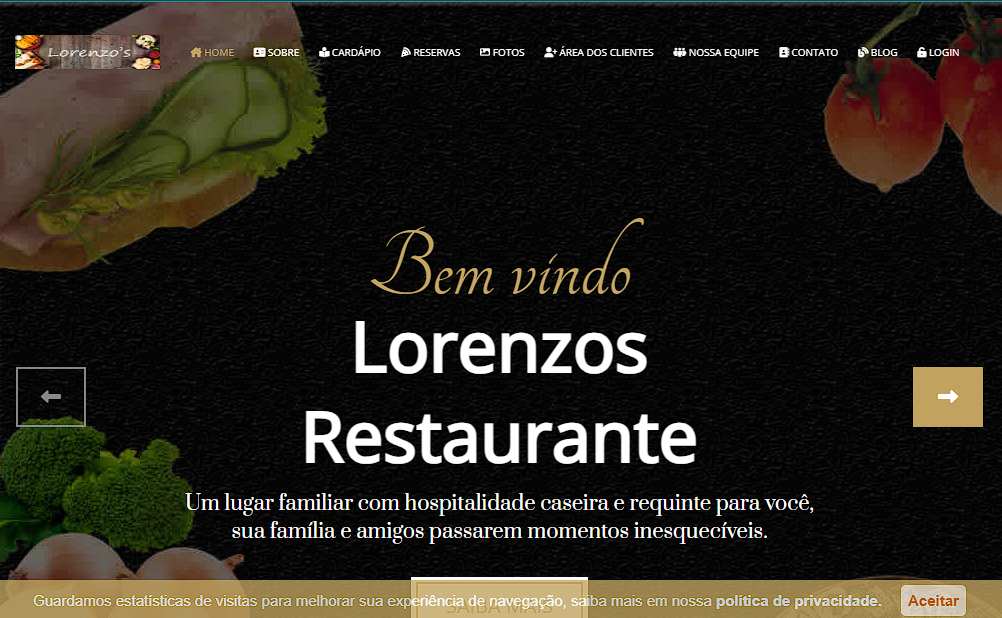 Lorenzo's
HOME SOBRE CARDÁPIO RESERVAS FOTOS ÁREA DOS CLIENTES NOSSA EQUIPE CONTATO BLOG LOGIN
Bem vindo
Lorenzos
Restaurante
Um lugar familiar com hospitalidade caseira e requinte para você,
sua família e amigos passarem momentos inesquecíveis.
SAIBA MAIS
Guardamos estatísticas de visitas para melhorar sua experiência de navegação, saiba mais em nossa política de privacidade. Aceitar